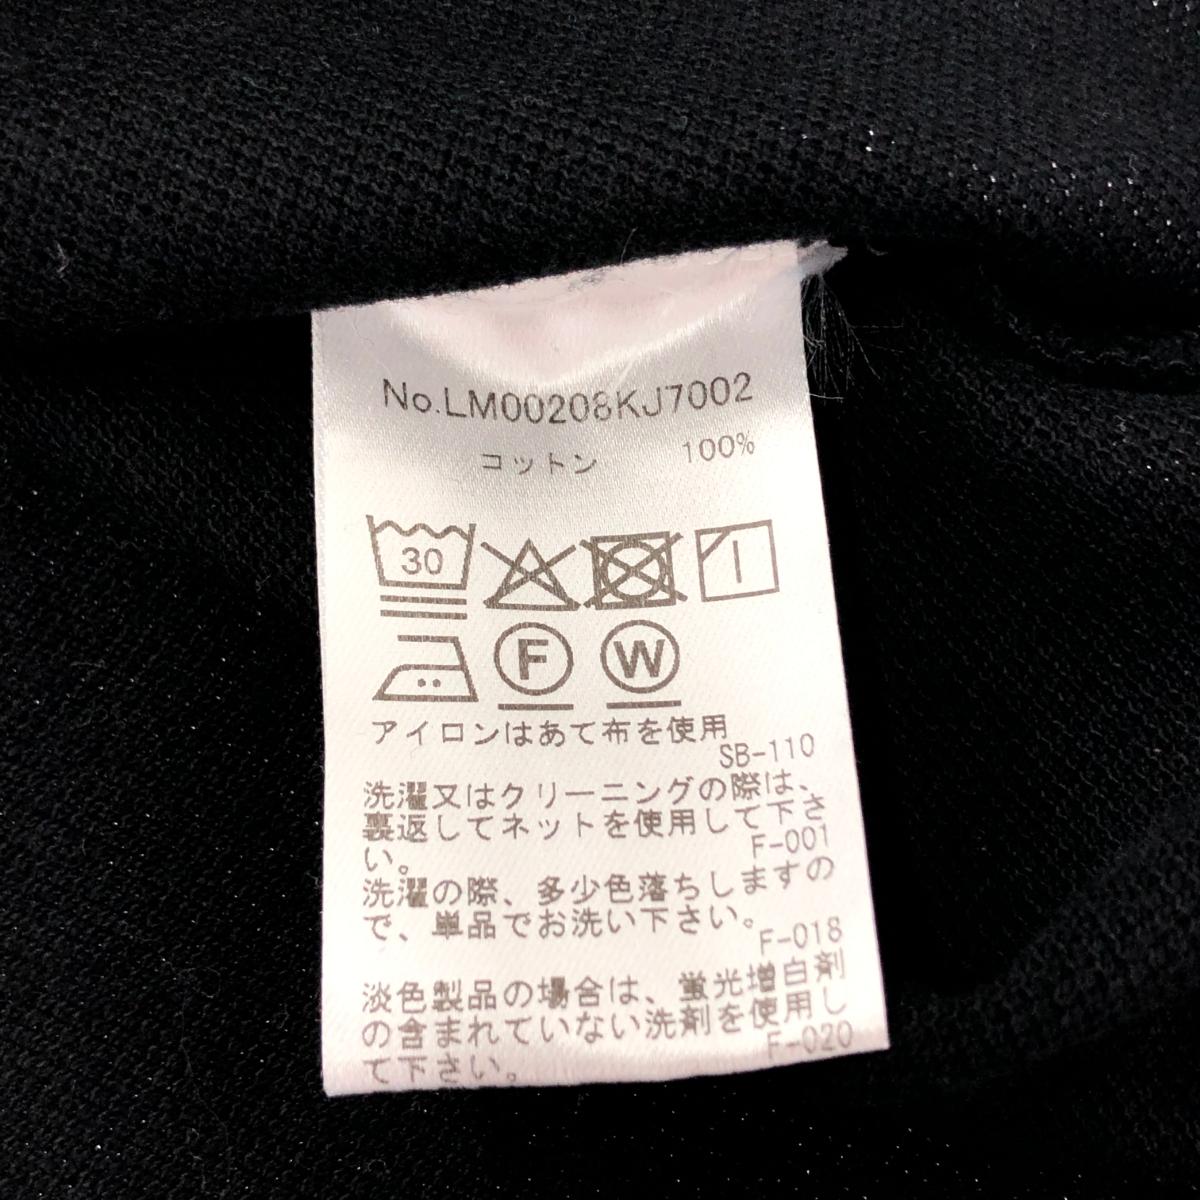 No.LM00208KJ7002
コットン 100%
30
F W
アイロンはあて布を使用
SB-110
洗濯又はクリーニングの際は、
裏返してネットを使用して下さ
い。
F-001
洗濯の際、多少色落ちしますの
で、単品でお洗い下さい。
F-018
淡色製品の場合は、蛍光増白剤
の含まれていない洗剤を使用し
て下さい。
F-020